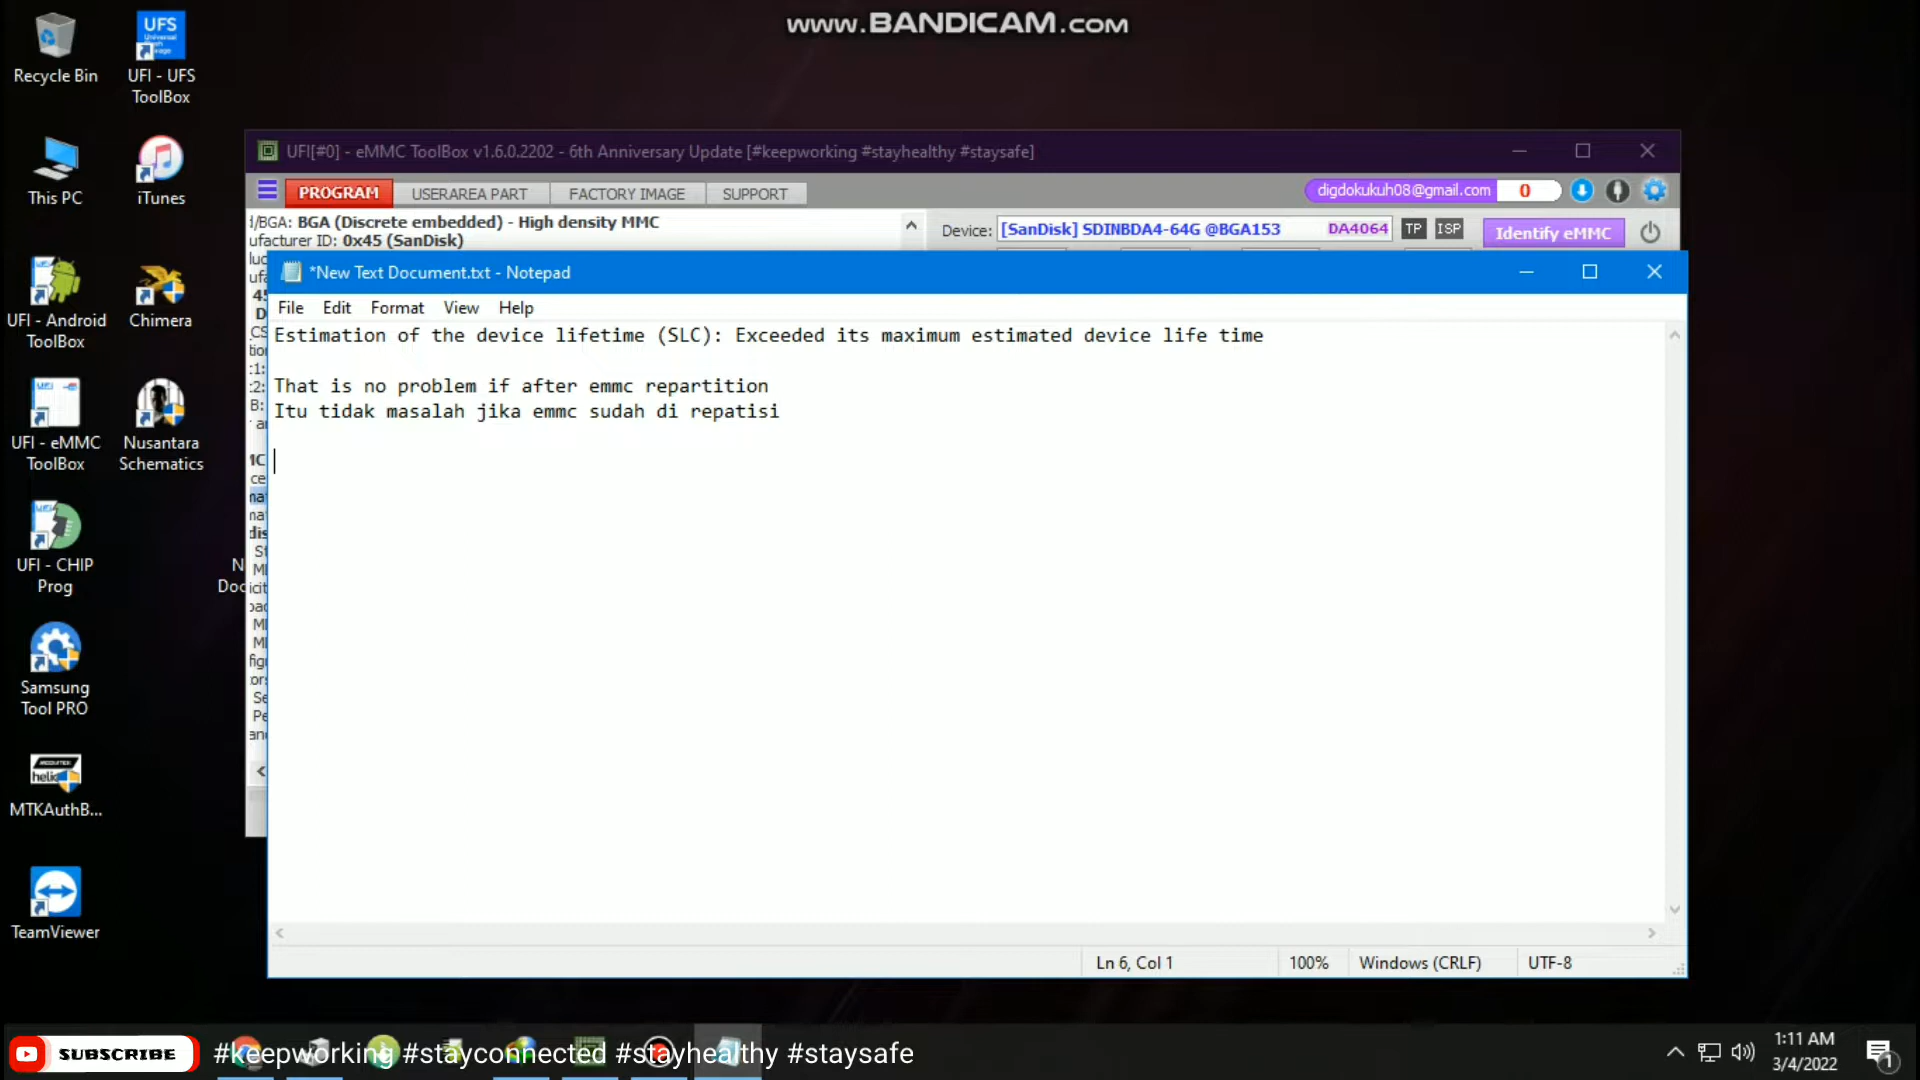 www.BANDICAM.com
Recycle Bin
UFS
UFI - UFS
ToolBox
This PC
iTunes
UFI - Android
ToolBox
Chimera
UFI - eMMC
ToolBox
Nusantara
Schematics
UFI - CHIP
Prog
Samsung
Tool PRO
MTKAuthB...
TeamViewer
UFI[#0] - eMMC ToolBox v1.6.0.2202 - 6th Anniversary Update [#keepworking #stayhealthy #staysafe]
PROGRAM USERAREA PART FACTORY IMAGE SUPPORT
digdokukuh08@gmail.com 0
/BGA: BGA (Discrete embedded) - High density MMC
ufacturer ID: 0x45 (SanDisk)
Device: [SanDisk] SDINBDA4-64G @BGA153 DA4064 TP ISP Identify eMMC
*New Text Document.txt - Notepad
File Edit Format View Help
Estimation of the device lifetime (SLC): Exceeded its maximum estimated device life time
That is no problem if after emmc repartition
Itu tidak masalah jika emmc sudah di repatisi
Ln 6, Col 1 100% Windows (CRLF) UTF-8
SUBSCRIBE #keepworking #stayconnected #stayhealthy #staysafe
1:11 AM
3/4/2022
1